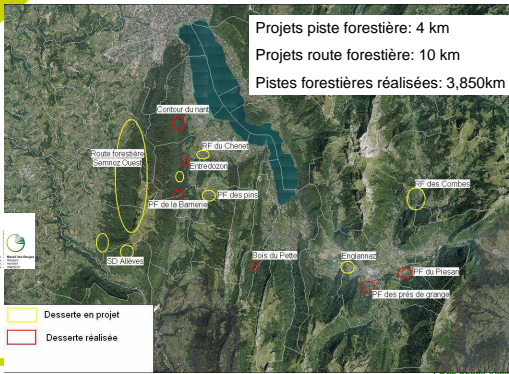 Projets piste forestière: 4 km
Projets route forestière: 10 km
Pistes forestières réalisées: 3,850km
Contour du nant
RF du Chenet
Route forestière
Semnoz Ouest
Entredozon
RF des Combes
PF de la Barnerie
PF des pins
SD Allèves
Bois du Pette
Englannaz
PF du Piesan
PF des prés de grange
Desserte en projet
Desserte réalisée